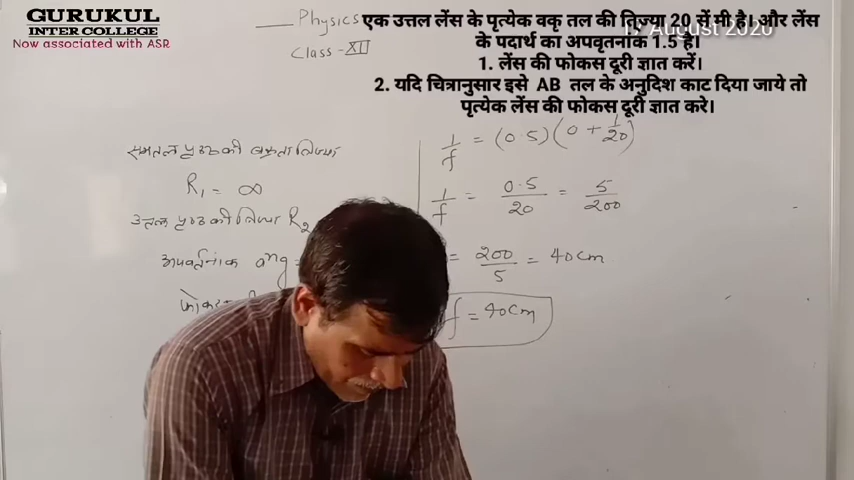 GURUKUL
INTER COLLEGE
Now associated with ASR
Physics
Class - XII
17 August 2020
एक उत्तल लेंस के पृत्येक वकृ तल की तिज्या 20 सें मी है। और लेंस
के पदार्थ का अपवृतनांक 1.5 है।
1. लेंस की फोकस दूरी ज्ञात करें।
2. यदि चित्रानुसार इसे AB तल के अनुदिश काट दिया जाये तो
पृत्येक लेंस की फोकस दूरी ज्ञात करे।
समतल पृष्ठ की वक्रता त्रिज्या
R₁ = ∞
उत्तल पृष्ठ की त्रिज्या R₂
अपवर्तनांक ang =
1/f = (0.5)(0 + 1/20)
1/f = 0.5/20 = 5/200
= 200/5 = 40cm
f = 40cm